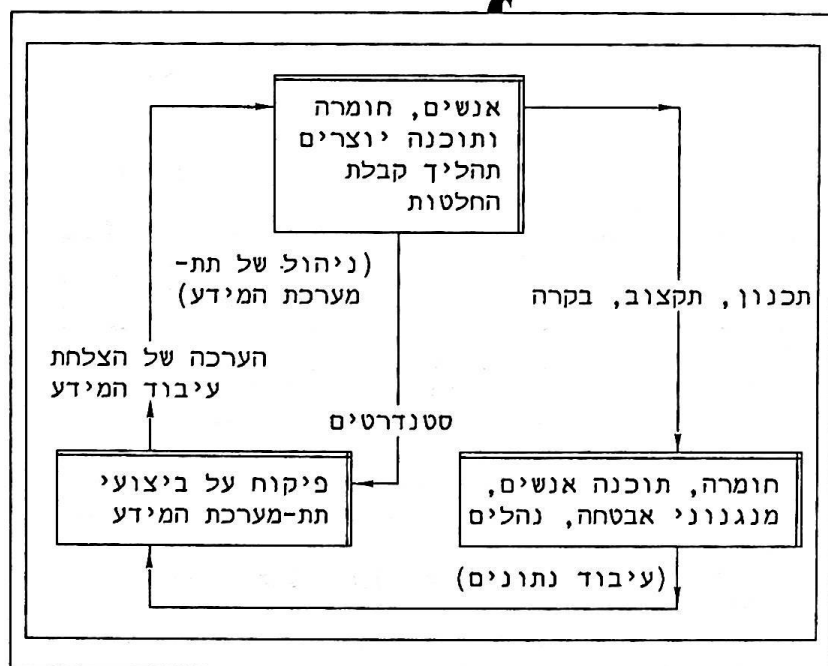 אנשים, חומרה
ותוכנה יוצרים
תהליך קבלת
החלטות
(ניהול של תת-
מערכת המידע)
תכנון, תקצוב, בקרה
הערכה של הצלחת
עיבוד המידע
סטנדרטים
חומרה, תוכנה אנשים,
מנגנוני אבטחה, נהלים
פיקוח על ביצועי
תת-מערכת המידע
(עיבוד נתונים)